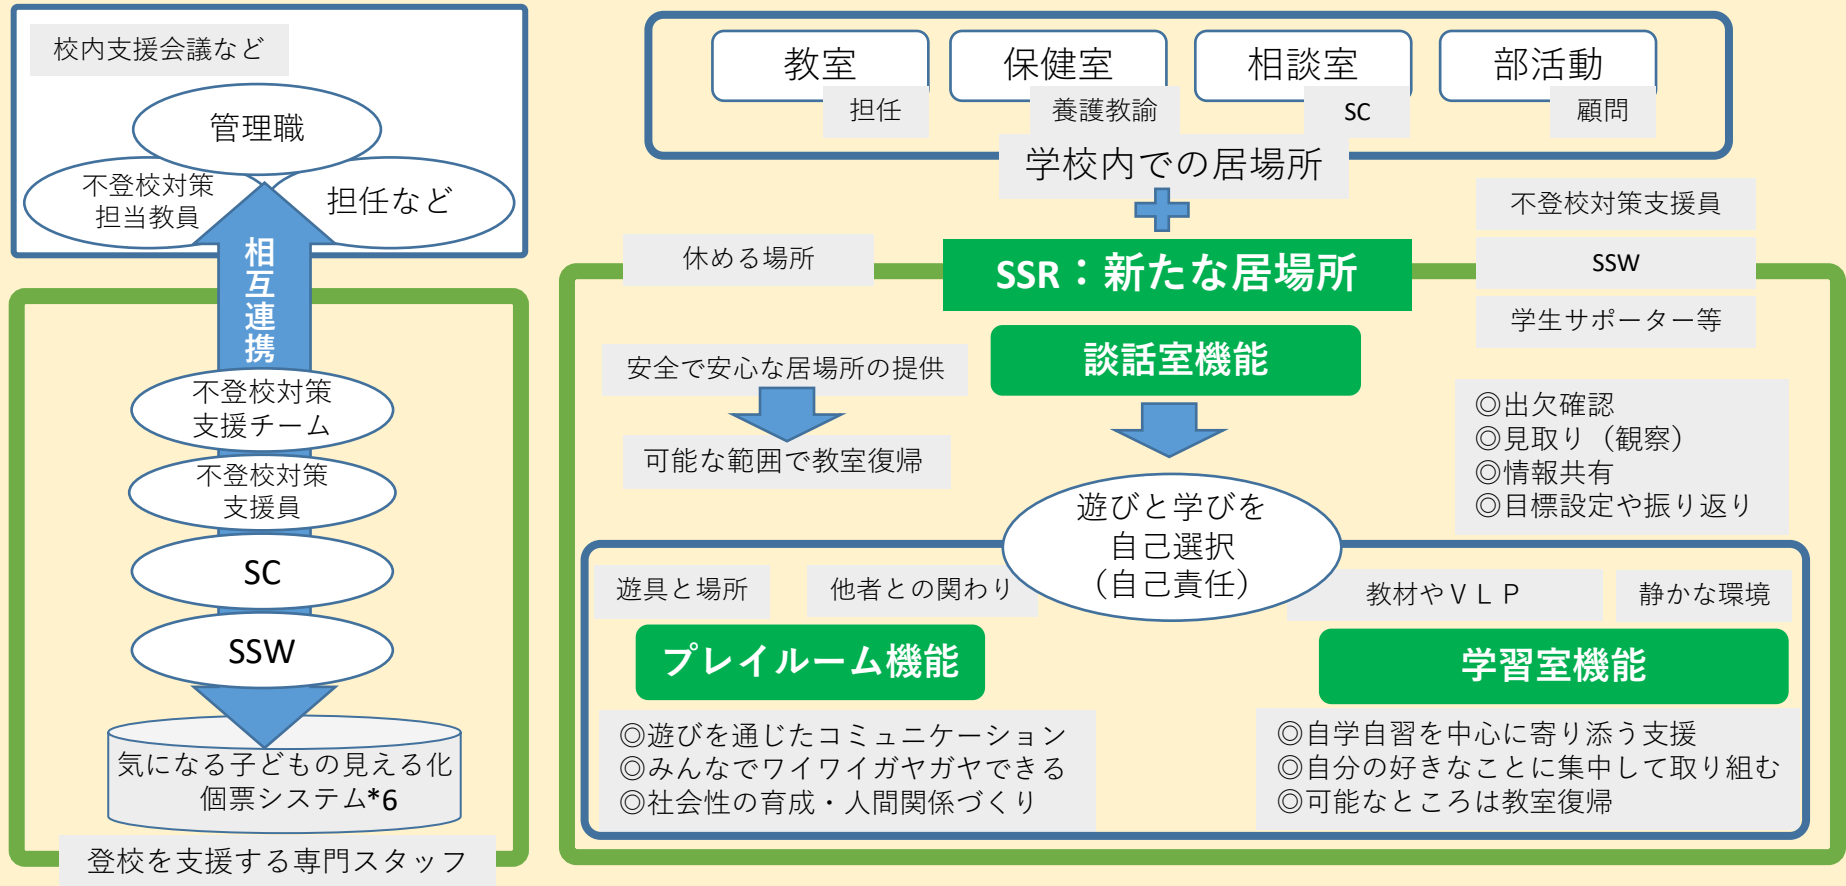 校内支援会議など
管理職
不登校対策
担当教員
担任など
相互連携
不登校対策
支援チーム
不登校対策
支援員
SC
SSW
気になる子どもの見える化
個票システム*6
登校を支援する専門スタッフ
教室
担任
保健室
養護教諭
相談室
SC
部活動
顧問
学校内での居場所
休める場所
SSR：新たな居場所
不登校対策支援員
SSW
学生サポーター等
安全で安心な居場所の提供
可能な範囲で教室復帰
談話室機能
◎出欠確認
◎見取り（観察）
◎情報共有
◎目標設定や振り返り
遊びと学びを
自己選択
（自己責任）
遊具と場所
他者との関わり
プレイルーム機能
◎遊びを通じたコミュニケーション
◎みんなでワイワイガヤガヤできる
◎社会性の育成・人間関係づくり
教材やＶＬＰ
静かな環境
学習室機能
◎自学自習を中心に寄り添う支援
◎自分の好きなことに集中して取り組む
◎可能なところは教室復帰